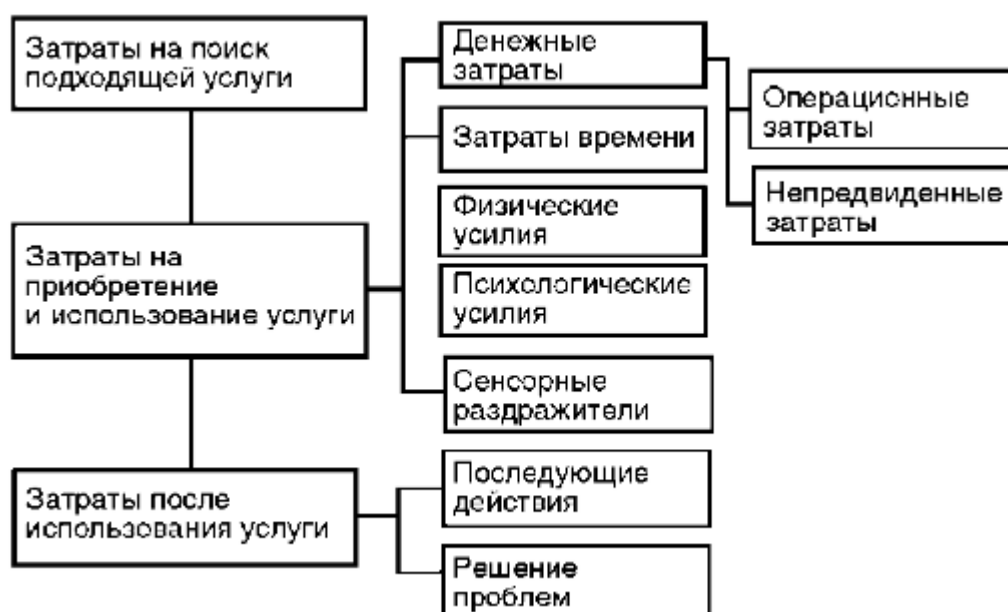 Затраты на поиск
подходящей услуги
Затраты на
приобретение
и использование услуги
Затраты после
использования услуги
Денежные
затраты
Затраты времени
Физические
усилия
Психологические
усилия
Сенсорные
раздражители
Последующие
действия
Решение
проблем
Операционные
затраты
Непредвиденные
затраты